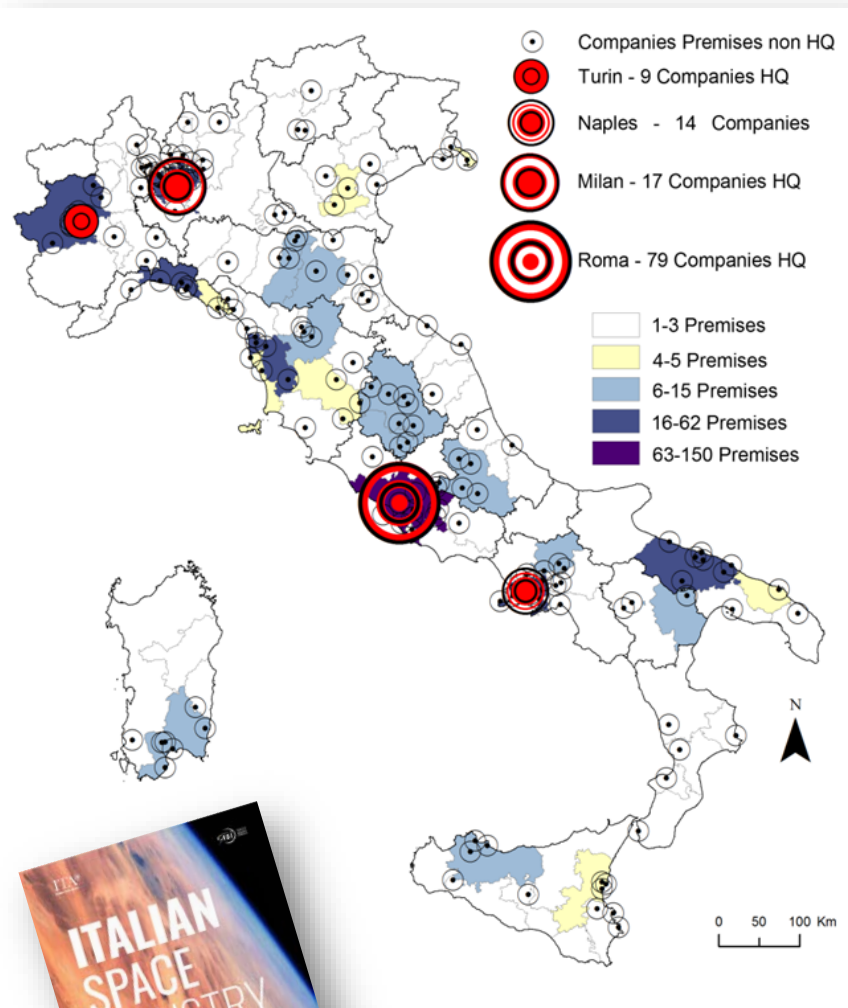 Companies Premises non HQ
Turin - 9 Companies HQ
Naples - 14 Companies
Milan - 17 Companies HQ
Roma - 79 Companies HQ
1-3 Premises
4-5 Premises
6-15 Premises
16-62 Premises
63-150 Premises
N
0 50 100 Km
ITA
ITALIAN
SPACE